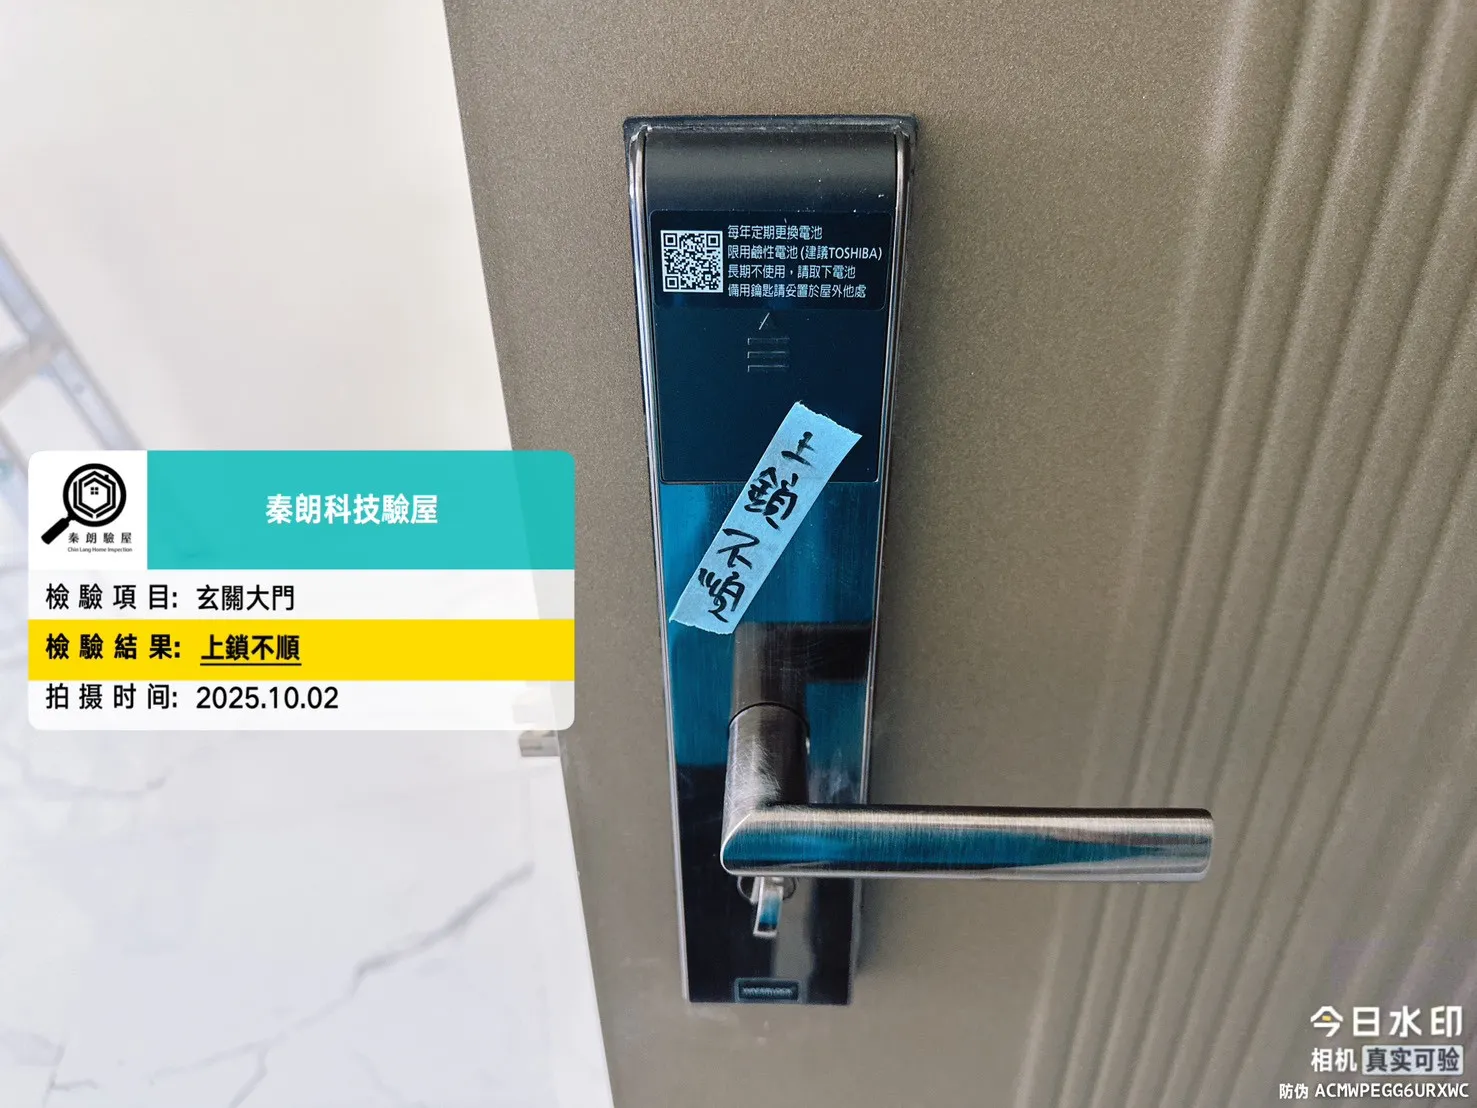 每年定期更換電池
限用鹼性電池(建議TOSHIBA)
長期不使用，請取下電池
備用鑰匙請妥置於屋外他處
上鎖不順
秦朗科技驗屋
秦朗驗屋
Chin Lang Home Inspection
檢驗項目: 玄關大門
檢驗結果: 上鎖不順
拍摄时间: 2025.10.02
今日水印
相机 真实可验
防伪 ACMWPEGG6URXWC